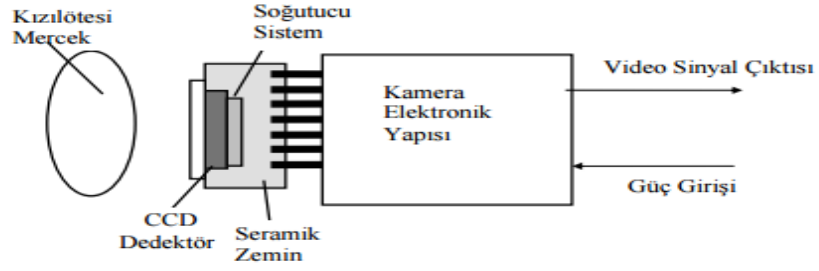 Kızılötesi
Mercek
Soğutucu
Sistem
Kamera
Elektronik
Yapısı
Video Sinyal Çıktısı
Güç Girişi
CCD
Dedektör
Seramik
Zemin